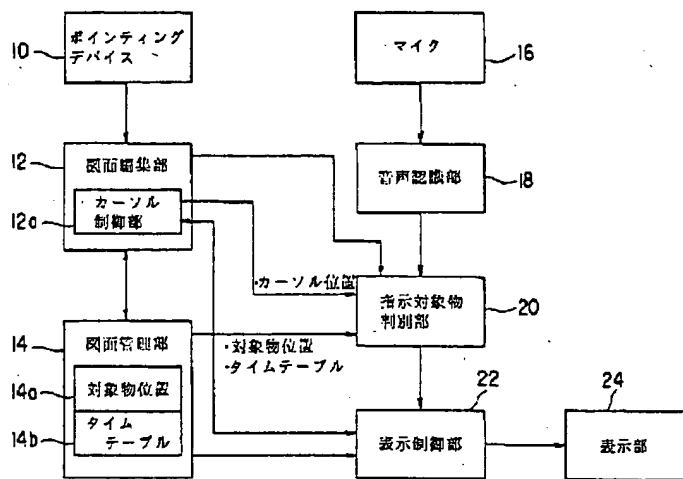 10
ポインティング
デバイス
マイク
16
12
図面編集部
12a
カーソル
制御部
音声認識部
18
・カーソル位置
指示対象物
判別部
20
14
図面管理部
・対象物位置
・タイムテーブル
14a
対象物位置
14b
タイム
テーブル
22
表示制御部
24
表示部